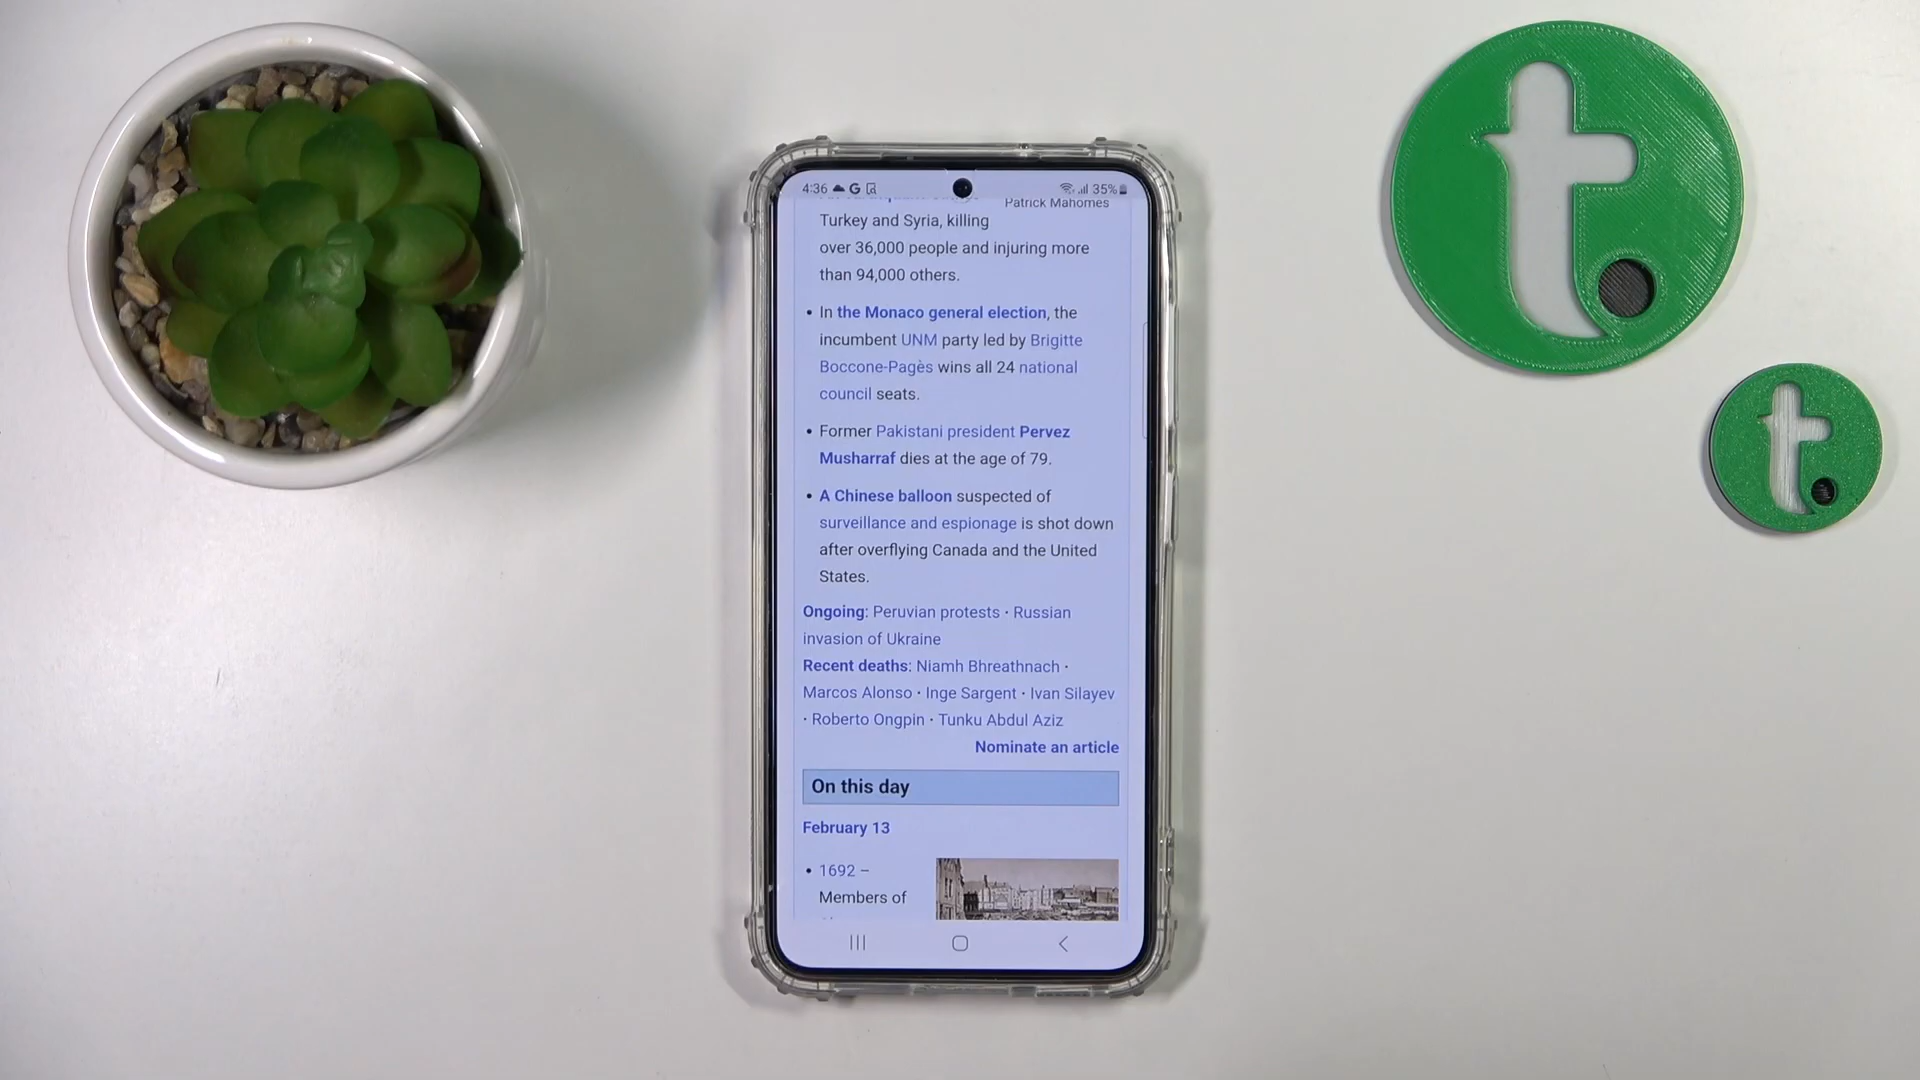 4:36
35%
Patrick Mahomes
Turkey and Syria, killing
over 36,000 people and injuring more
than 94,000 others.
• In the Monaco general election, the
incumbent UNM party led by Brigitte
Boccone-Pagès wins all 24 national
council seats.
• Former Pakistani president Pervez
Musharraf dies at the age of 79.
• A Chinese balloon suspected of
surveillance and espionage is shot down
after overflying Canada and the United
States.
Ongoing: Peruvian protests · Russian
invasion of Ukraine
Recent deaths: Niamh Bhreathnach ·
Marcos Alonso · Inge Sargent · Ivan Silayev
· Roberto Ongpin · Tunku Abdul Aziz
Nominate an article
On this day
February 13
• 1692 –
Members of
t.
t.